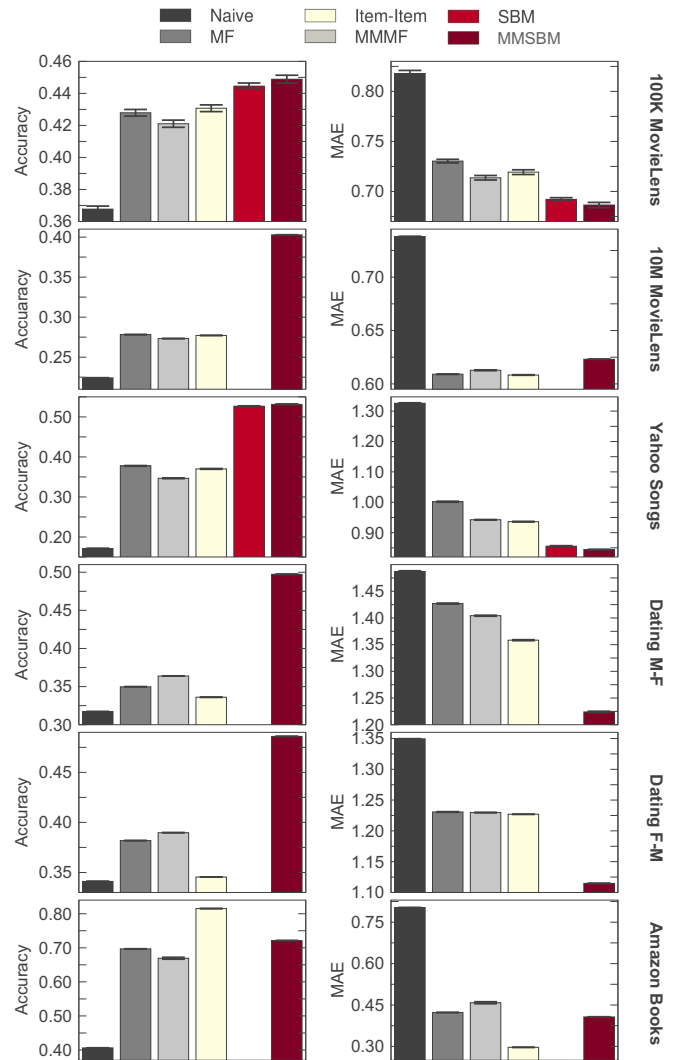 Naive Item-Item SBM
MF MMMF MMSBM
0.46
0.44
0.42
0.40
0.38
0.36
Accuracy
0.80
0.75
0.70
MAE
100K MovieLens
0.40
0.35
0.30
0.25
Accuaracy
0.70
0.65
0.60
MAE
10M MovieLens
0.50
0.40
0.30
0.20
Accuracy
1.30
1.20
1.10
1.00
0.90
MAE
Yahoo Songs
0.50
0.45
0.40
0.35
0.30
Accuracy
1.45
1.40
1.35
1.30
1.25
1.20
MAE
Dating M-F
0.45
0.40
0.35
Accuracy
1.35
1.30
1.25
1.20
1.15
1.10
MAE
Dating F-M
0.80
0.70
0.60
0.50
0.40
Accuracy
0.75
0.60
0.45
0.30
MAE
Amazon Books